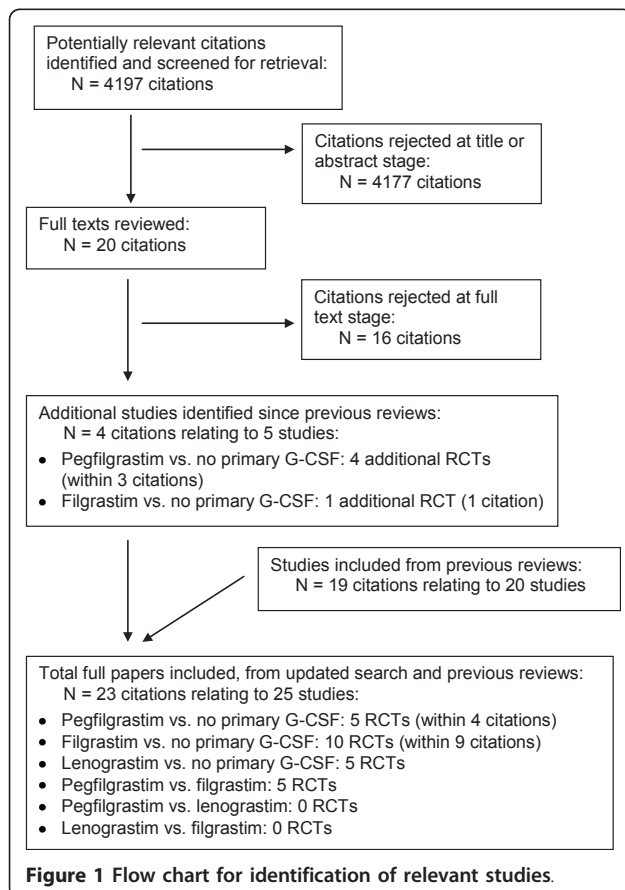 Potentially relevant citations
identified and screened for retrieval:
N = 4197 citations
Citations rejected at title or
abstract stage:
N = 4177 citations
Full texts reviewed:
N = 20 citations
Citations rejected at full
text stage:
N = 16 citations
Additional studies identified since previous reviews:
N = 4 citations relating to 5 studies:
• Pegfilgrastim vs. no primary G-CSF: 4 additional RCTs
(within 3 citations)
• Filgrastim vs. no primary G-CSF: 1 additional RCT (1 citation)
Studies included from previous reviews:
N = 19 citations relating to 20 studies
Total full papers included, from updated search and previous reviews:
N = 23 citations relating to 25 studies:
• Pegfilgrastim vs. no primary G-CSF: 5 RCTs (within 4 citations)
• Filgrastim vs. no primary G-CSF: 10 RCTs (within 9 citations)
• Lenograstim vs. no primary G-CSF: 5 RCTs
• Pegfilgrastim vs. filgrastim: 5 RCTs
• Pegfilgrastim vs. lenograstim: 0 RCTs
• Lenograstim vs. filgrastim: 0 RCTs
Figure 1 Flow chart for identification of relevant studies.